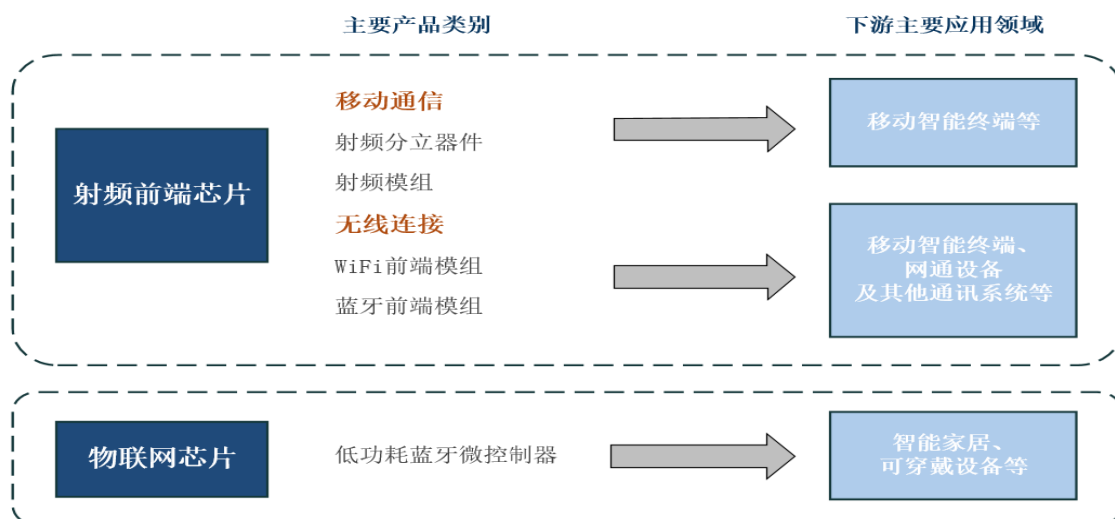 主要产品类别
下游主要应用领域
射频前端芯片
移动通信
射频分立器件
射频模组
移动智能终端等
无线连接
WiFi前端模组
蓝牙前端模组
移动智能终端、
网通设备
及其他通讯系统等
物联网芯片
低功耗蓝牙微控制器
智能家居、
可穿戴设备等